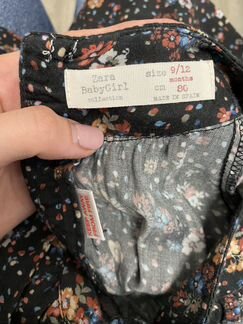 Zara
BabyGirl
collection
size 9/12
months
cm 80
MADE IN SPAIN